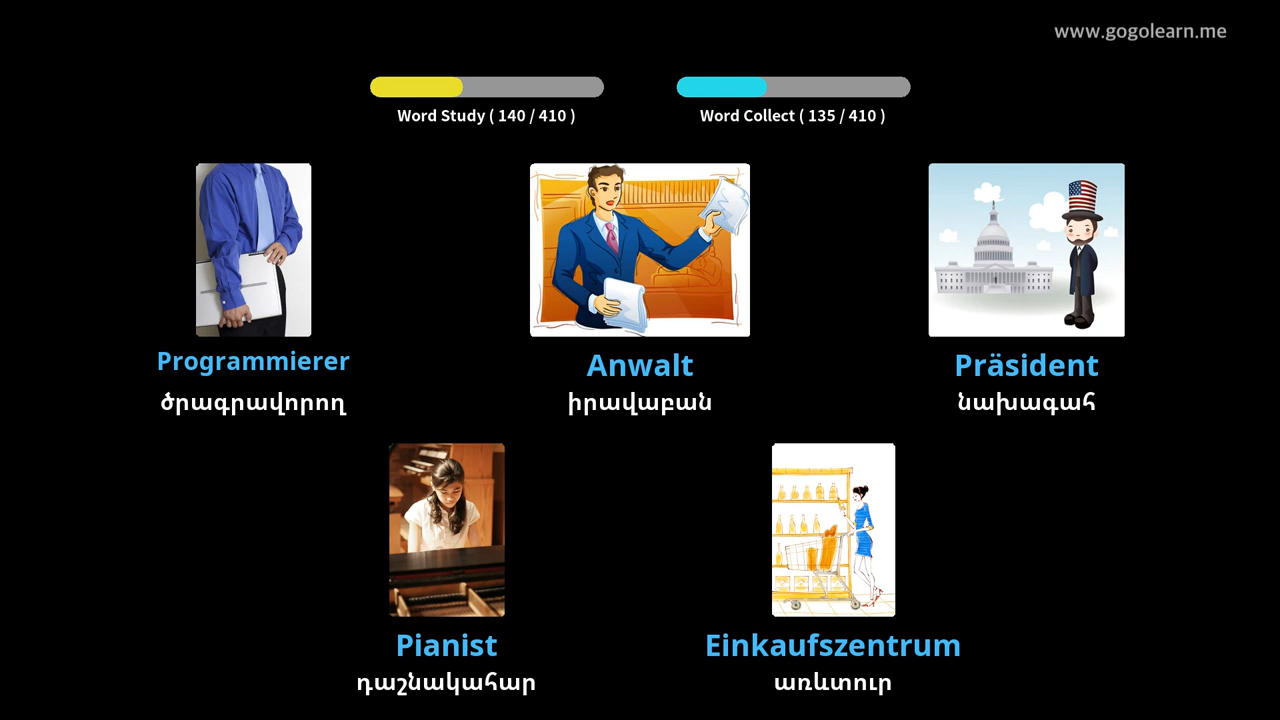 www.gogolearn.me
Word Study ( 140 / 410 )
Word Collect ( 135 / 410 )
Programmierer
ծրագրավորող
Anwalt
իրավաբան
Präsident
նախագահ
Pianist
դաշնակահար
Einkaufszentrum
առևտուր